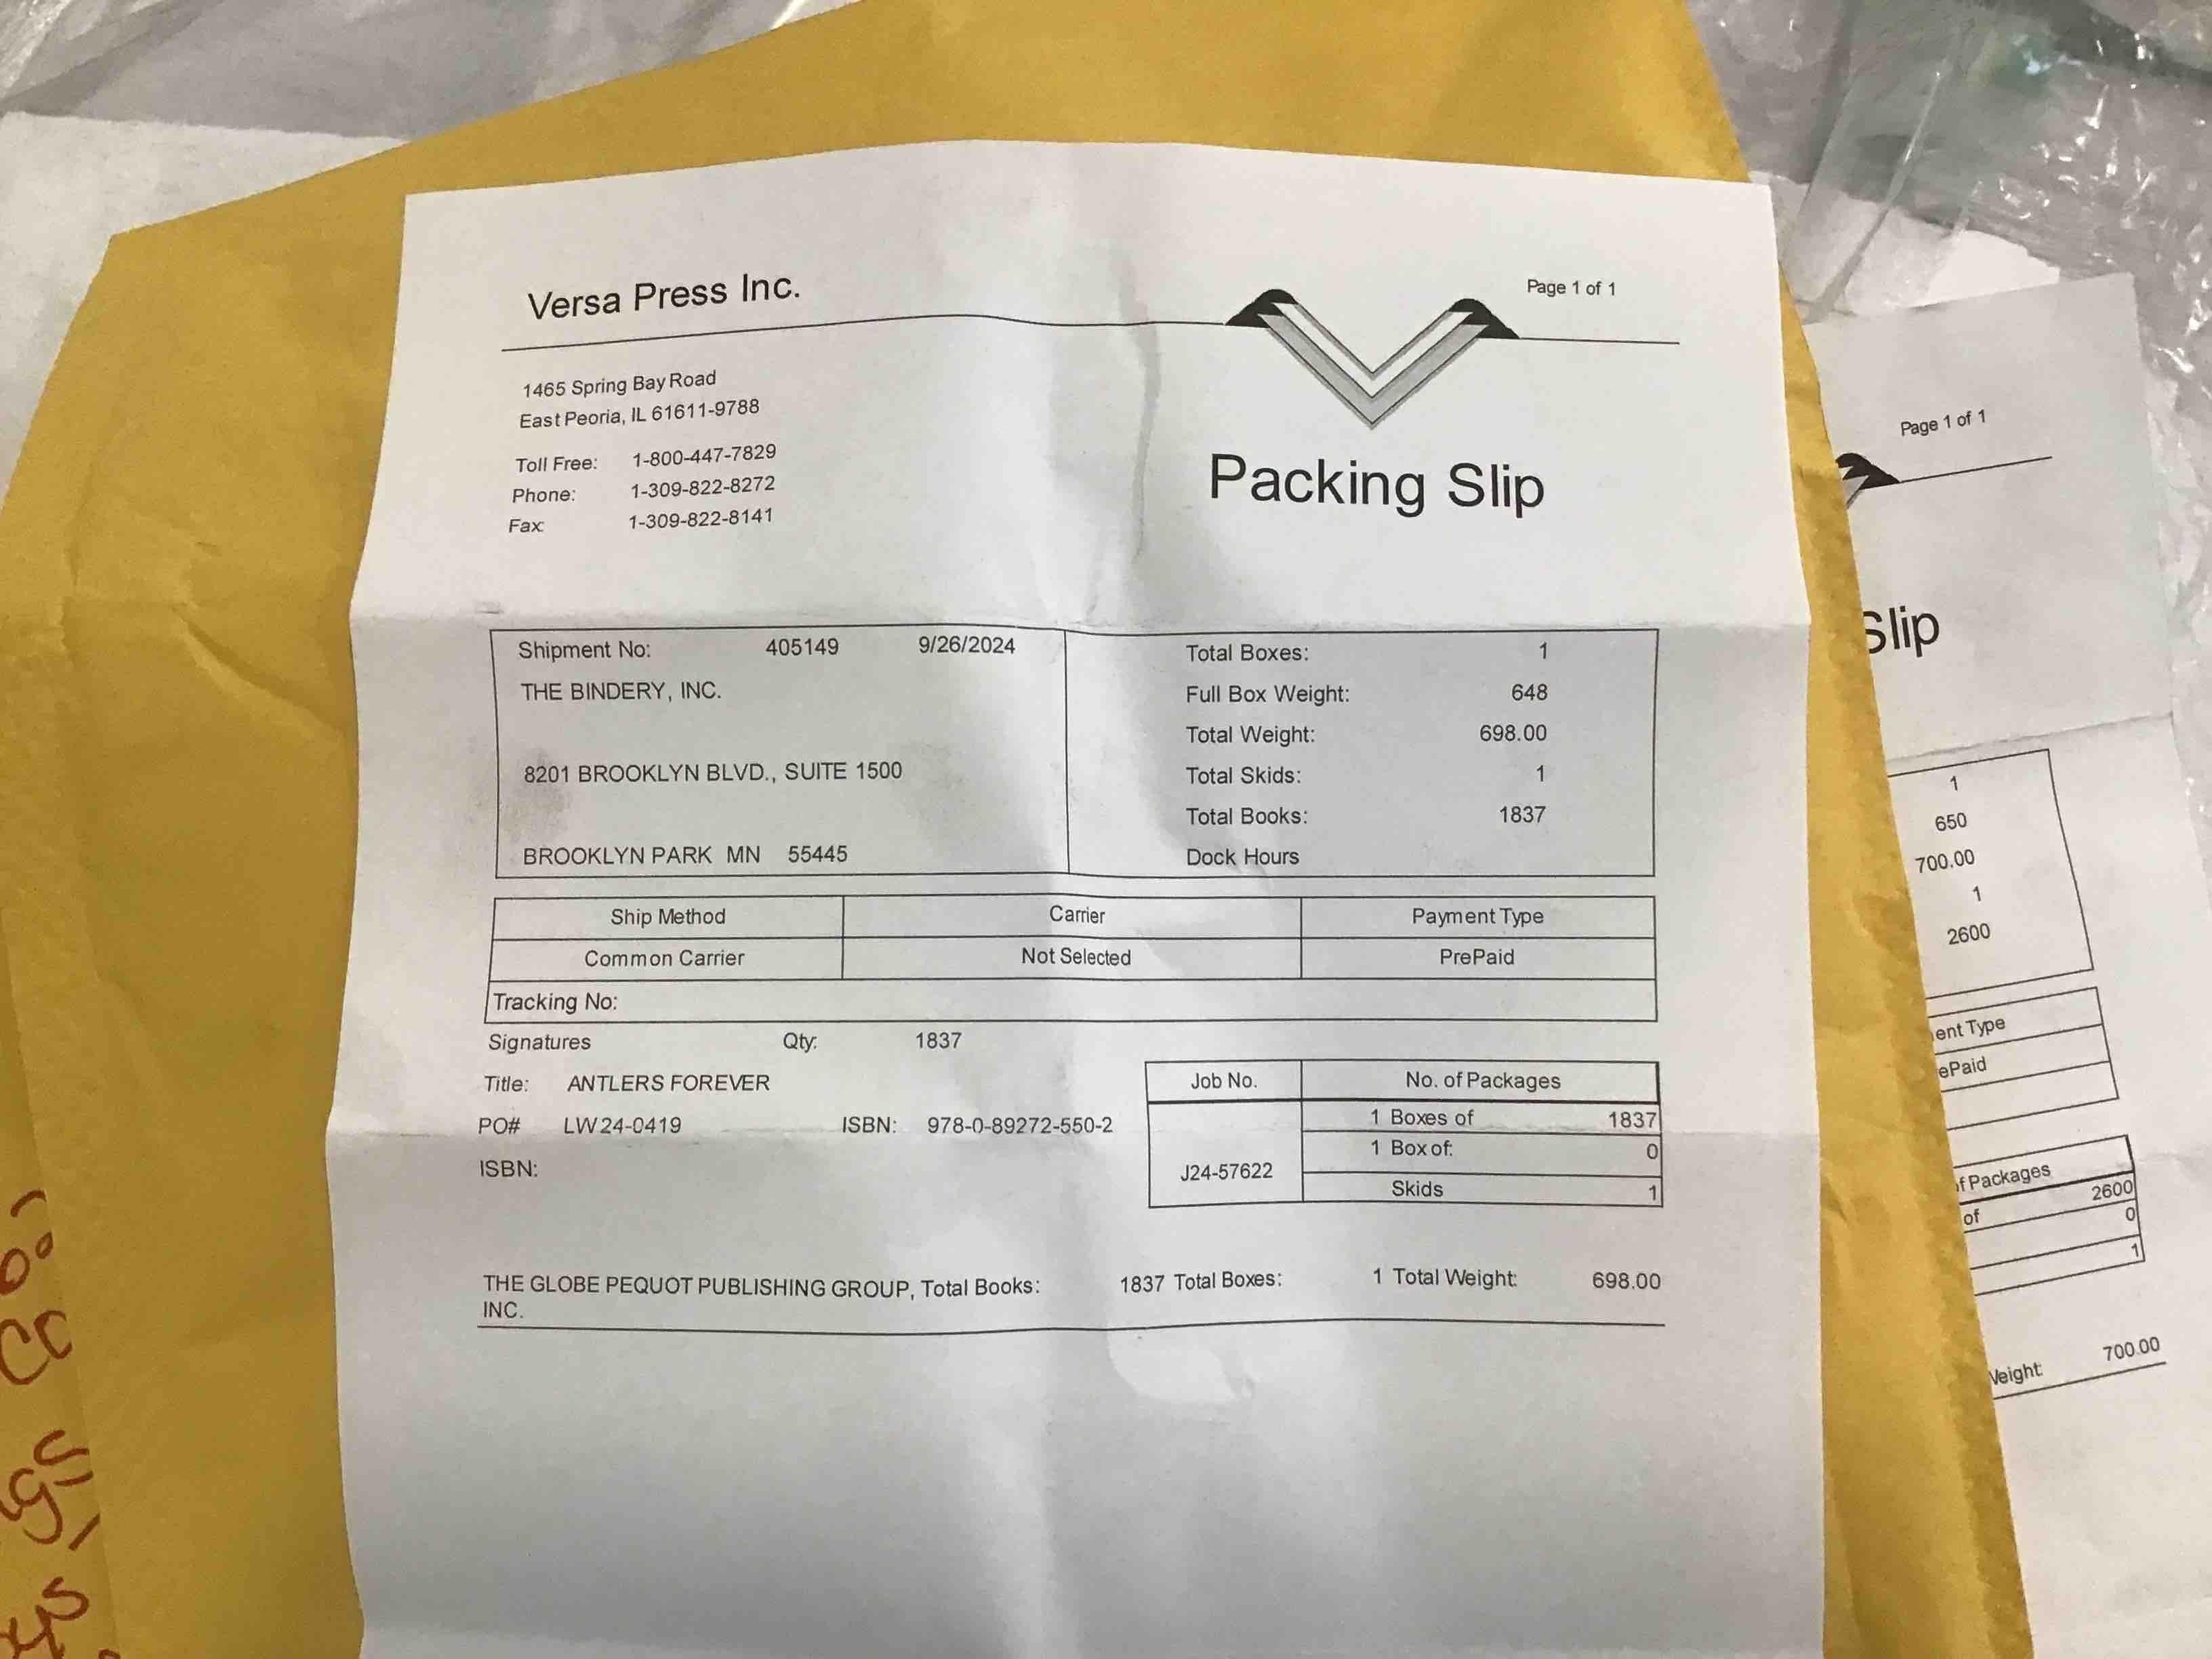 Versa Press Inc.
Page 1 of 1
1465 Spring Bay Road
East Peoria, IL 61611-9788
Toll Free: 1-800-447-7829
Phone: 1-309-822-8272
Fax: 1-309-822-8141
Packing Slip
Shipment No: 405149 9/26/2024
THE BINDERY, INC.
8201 BROOKLYN BLVD., SUITE 1500
BROOKLYN PARK MN 55445
Total Boxes: 1
Full Box Weight: 648
Total Weight: 698.00
Total Skids: 1
Total Books: 1837
Dock Hours
Ship Method Carrier Payment Type
Common Carrier Not Selected PrePaid
Tracking No:
Signatures Qty: 1837
Title: ANTLERS FOREVER
PO# LW24-0419 ISBN: 978-0-89272-550-2
ISBN:
Job No. No. of Packages
J24-57622
1 Boxes of 1837
1 Box of: 0
Skids 1
THE GLOBE PEQUOT PUBLISHING GROUP, Total Books: 1837 Total Boxes: 1 Total Weight: 698.00
INC.
Page 1 of 1
Slip
1
650
700.00
1
2600
ent Type
ePaid
f Packages
2600
of 0
1
Weight: 700.00